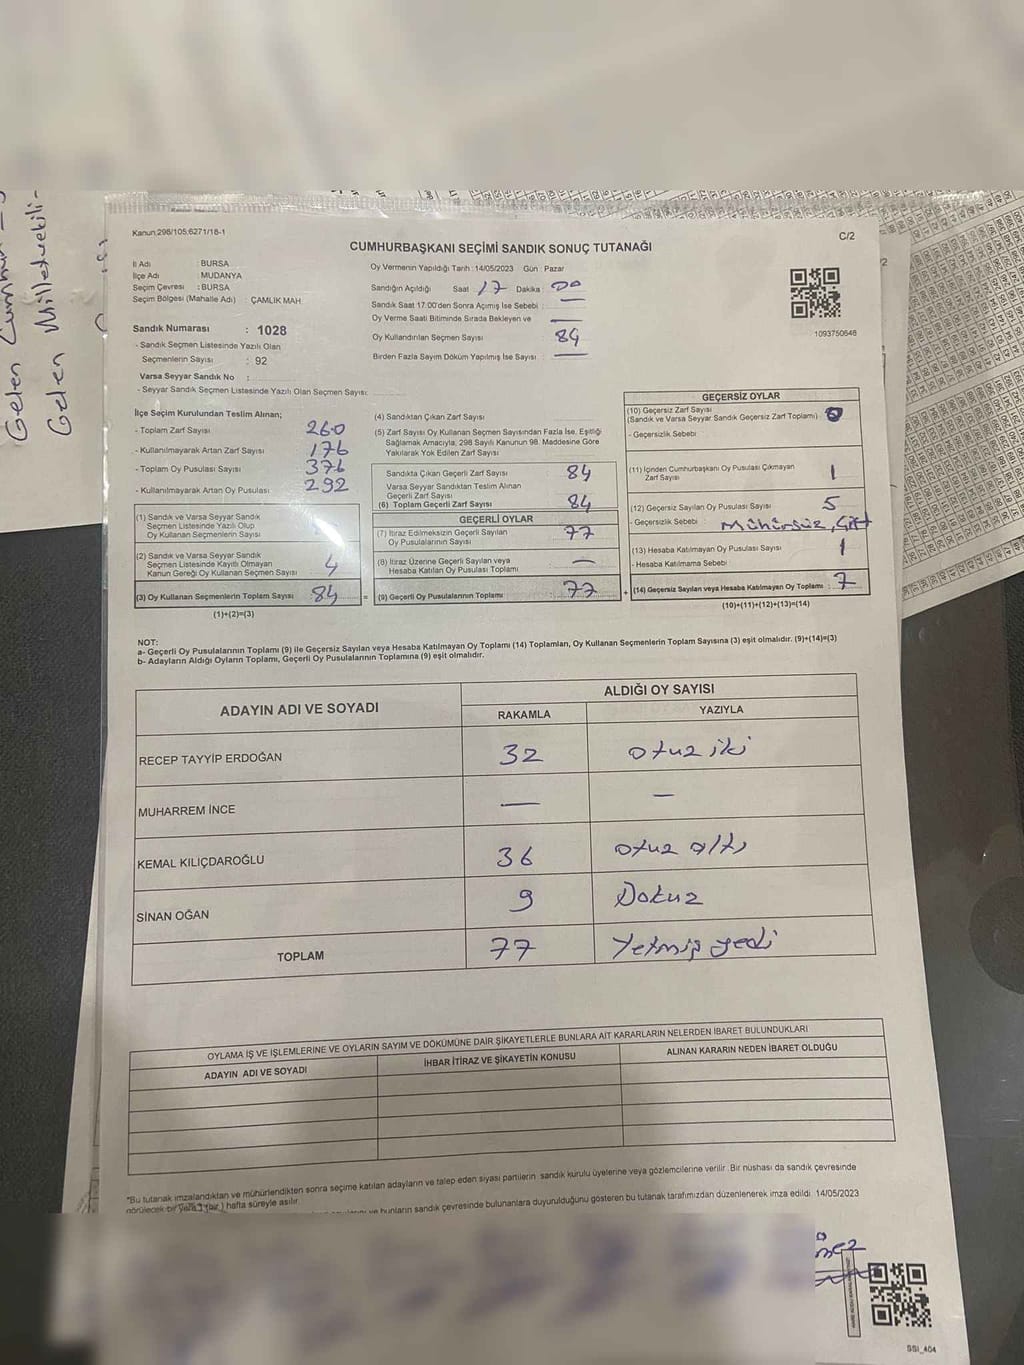 Gelen
Gelen Milletvekili
Kanun:298/105;6271/18-1
CUMHURBAŞKANI SEÇİMİ SANDIK SONUÇ TUTANAĞI
C/2
İl Adı : BURSA
İlçe Adı : MUDANYA
Seçim Çevresi : BURSA
Seçim Bölgesi (Mahalle Adı) : ÇAMLIK MAH.
Sandık Numarası : 1028
- Sandık Seçmen Listesinde Yazılı Olan
Seçmenlerin Sayısı : 92
Varsa Seyyar Sandık No :
- Seyyar Sandık Seçmen Listesinde Yazılı Olan Seçmen Sayısı:
Oy Vermenin Yapıldığı Tarih : 14/05/2023 Gün : Pazar
Sandığın Açıldığı Saat 17 Dakika : 00
Sandık Saat 17:00'den Sonra Açımış İse Sebebi : —
Oy Verme Saati Bitiminde Sırada Bekleyen ve —
Oy Kullandırılan Seçmen Sayısı 84
Birden Fazla Sayım Döküm Yapılmış İse Sayısı —
1093750646
İlçe Seçim Kurulundan Teslim Alınan;
- Toplam Zarf Sayısı 260
- Kullanılmayarak Artan Zarf Sayısı 176
- Toplam Oy Pusulası Sayısı 376
- Kullanılmayarak Artan Oy Pusulası 292
(1) Sandık ve Varsa Seyyar Sandık
Seçmen Listesinde Yazılı Olup
Oy Kullanan Seçmenlerin Sayısı
(2) Sandık ve Varsa Seyyar Sandık
Seçmen Listesinde Kayıtlı Olmayan
Kanun Gereği Oy Kullanan Seçmen Sayısı 4
(3) Oy Kullanan Seçmenlerin Toplam Sayısı 84 =
(1)+(2)=(3)
(4) Sandıktan Çıkan Zarf Sayısı
(5) Zarf Sayısı Oy Kullanan Seçmen Sayısından Fazla İse, Eşitliği
Sağlamak Amacıyla, 298 Sayılı Kanunun 98. Maddesine Göre
Yakılarak Yok Edilen Zarf Sayısı
Sandıkta Çıkan Geçerli Zarf Sayısı 84
Varsa Seyyar Sandıktan Teslim Alınan
Geçerli Zarf Sayısı
(6) Toplam Geçerli Zarf Sayısı 84
GEÇERLİ OYLAR
(7) İtiraz Edilmeksizin Geçerli Sayılan
Oy Pusulalarının Sayısı 77
(8) İtiraz Üzerine Geçerli Sayılan veya
Hesaba Katılan Oy Pusulası Toplamı —
(9) Geçerli Oy Pusulalarının Toplamı 77 +
GEÇERSİZ OYLAR
(10) Geçersiz Zarf Sayısı
(Sandık ve Varsa Seyyar Sandık Geçersiz Zarf Toplamı) 0
- Geçersizlik Sebebi
(11) İçinden Cumhurbaşkanı Oy Pusulası Çıkmayan
Zarf Sayısı 1
(12) Geçersiz Sayılan Oy Pusulası Sayısı 5
- Geçersizlik Sebebi : Mühürsüz, Çift
(13) Hesaba Katılmayan Oy Pusulası Sayısı 1
- Hesaba Katılmama Sebebi
(14) Geçersiz Sayılan veya Hesaba Katılmayan Oy Toplamı : 7
(10)+(11)+(12)+(13)=(14)
NOT:
a- Geçerli Oy Pusulalarının Toplamı (9) ile Geçersiz Sayılan veya Hesaba Katılmayan Oy Toplamı (14) Toplamları, Oy Kullanan Seçmenlerin Toplam Sayısına (3) eşit olmalıdır. (9)+(14)=(3)
b- Adayların Aldığı Oyların Toplamı, Geçerli Oy Pusulalarının Toplamına (9) eşit olmalıdır.
ADAYIN ADI VE SOYADI
ALDIĞI OY SAYISI
RAKAMLA YAZIYLA
RECEP TAYYİP ERDOĞAN 32 otuz iki
MUHARREM İNCE — —
KEMAL KILIÇDAROĞLU 36 otuz altı
SİNAN OĞAN 9 Dokuz
TOPLAM 77 Yetmiş yedi
OYLAMA İŞ VE İŞLEMLERİNE VE OYLARIN SAYIM VE DÖKÜMÜNE DAİR ŞİKAYETLERLE BUNLARA AİT KARARLARIN NELERDEN İBARET BULUNDUKLARI
ADAYIN ADI VE SOYADI İHBAR İTİRAZ VE ŞİKAYETİN KONUSU ALINAN KARARIN NEDEN İBARET OLDUĞU
*Bu tutanak imzalandıktan ve mühürlendikten sonra seçime katılan adayların ve talep eden siyasi partilerin sandık kurulu üyelerine veya gözlemcilerine verilir. Bir nüshası da sandık çevresinde
görülecek bir yere 1 (bir) hafta süreyle asılır.
ve bunların sandık çevresinde bulunanlara duyurulduğunu gösteren bu tutanak tarafımızdan düzenlenerek imza edildi. 14/05/2023
SSI_404